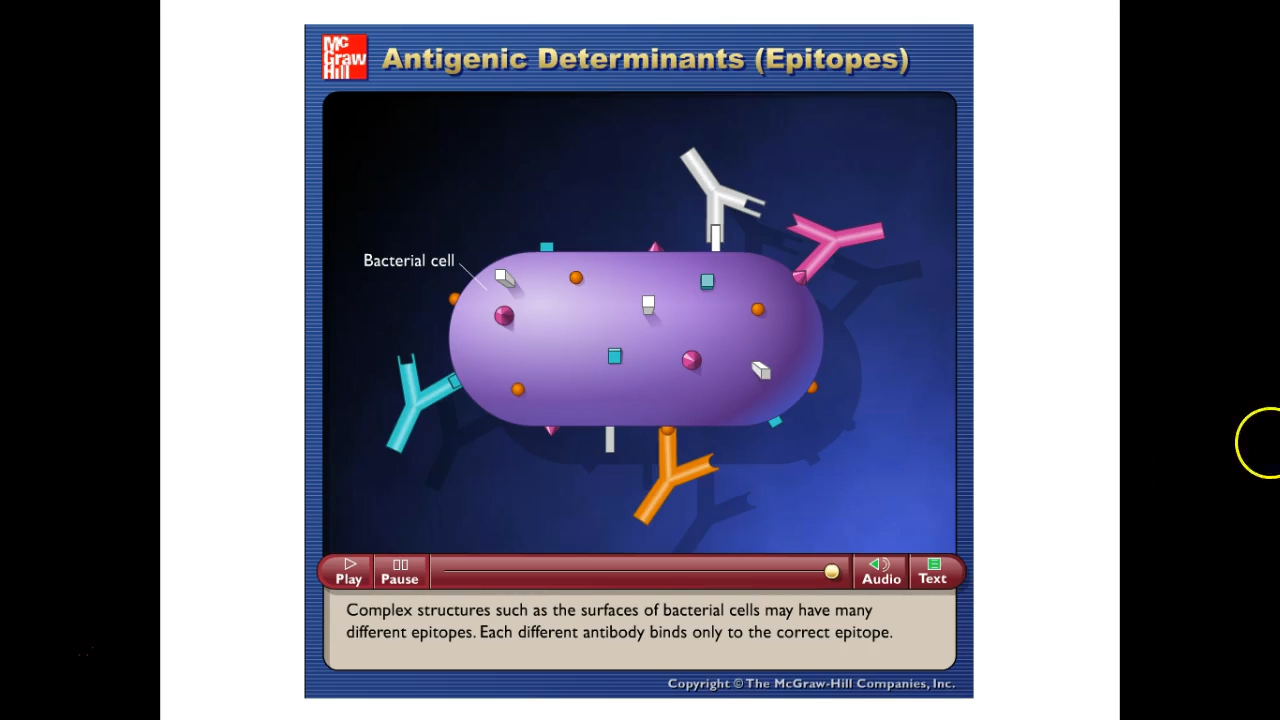 Mc
Graw
Hill
Antigenic Determinants (Epitopes)
Bacterial cell
Play
Pause
Audio
Text
Complex structures such as the surfaces of bacterial cells may have many
different epitopes. Each different antibody binds only to the correct epitope.
Copyright © The McGraw-Hill Companies, Inc.